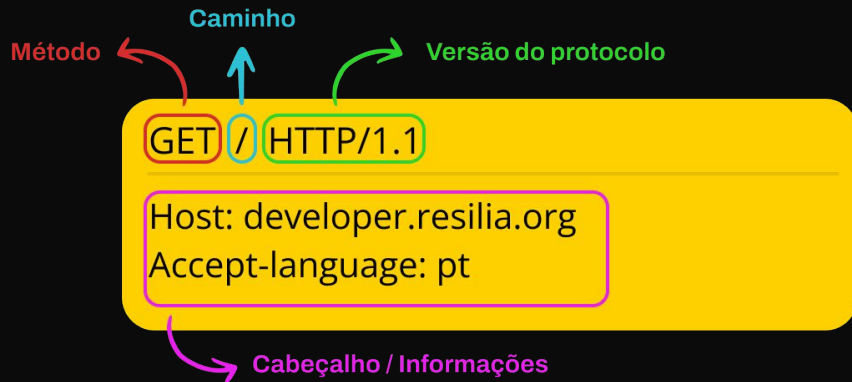 Caminho
Método
Versão do protocolo
GET / HTTP/1.1
Host: developer.resilia.org
Accept-language: pt
Cabeçalho / Informações